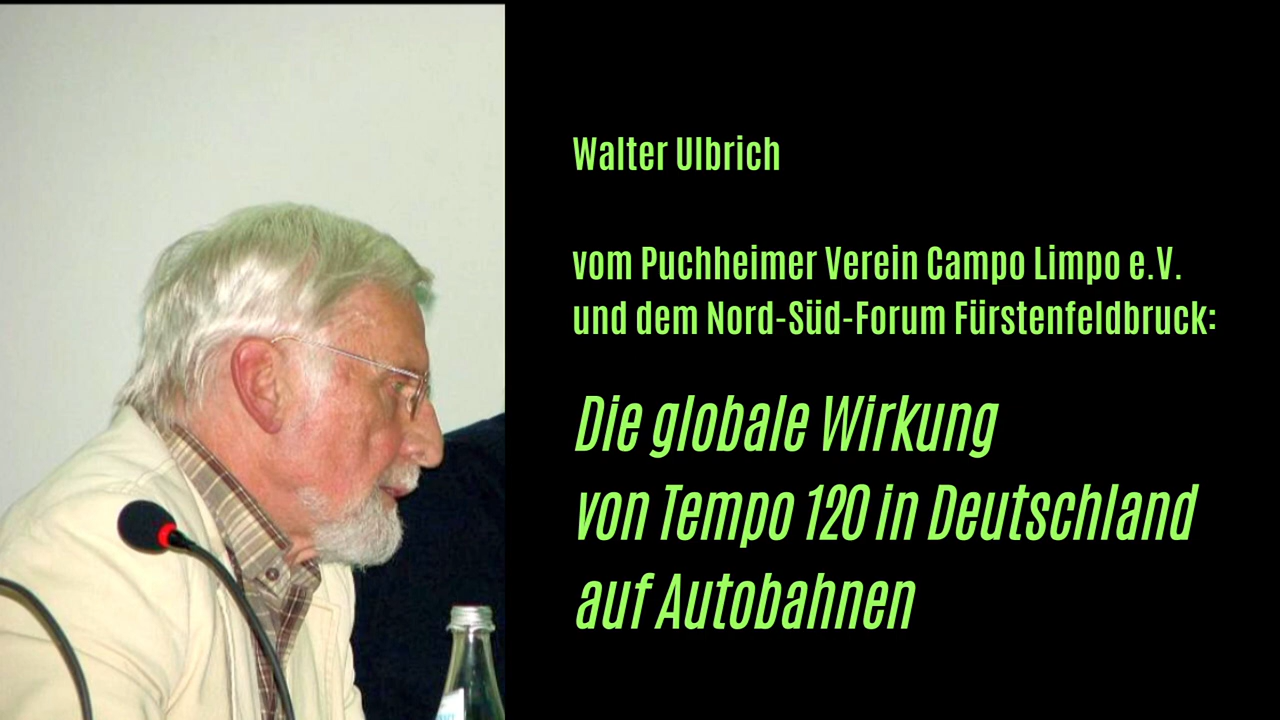 Walter Ulbrich
vom Puchheimer Verein Campo Limpo e.V.
und dem Nord-Süd-Forum Fürstenfeldbruck:
Die globale Wirkung
von Tempo 120 in Deutschland
auf Autobahnen